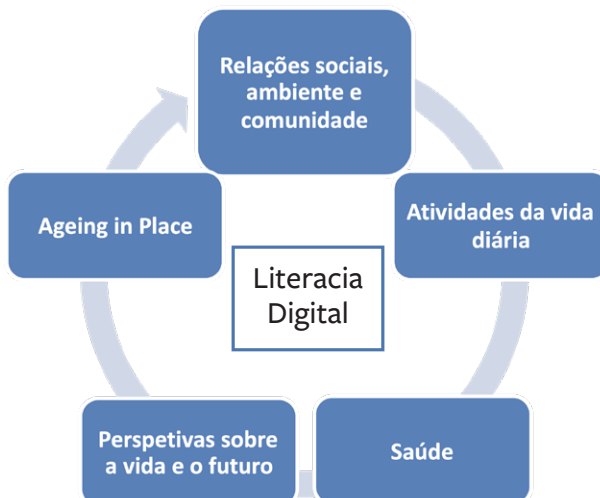 Relações sociais,
ambiente e
comunidade
Atividades da vida
diária
Saúde
Perspetivas sobre
a vida e o futuro
Ageing in Place
Literacia
Digital